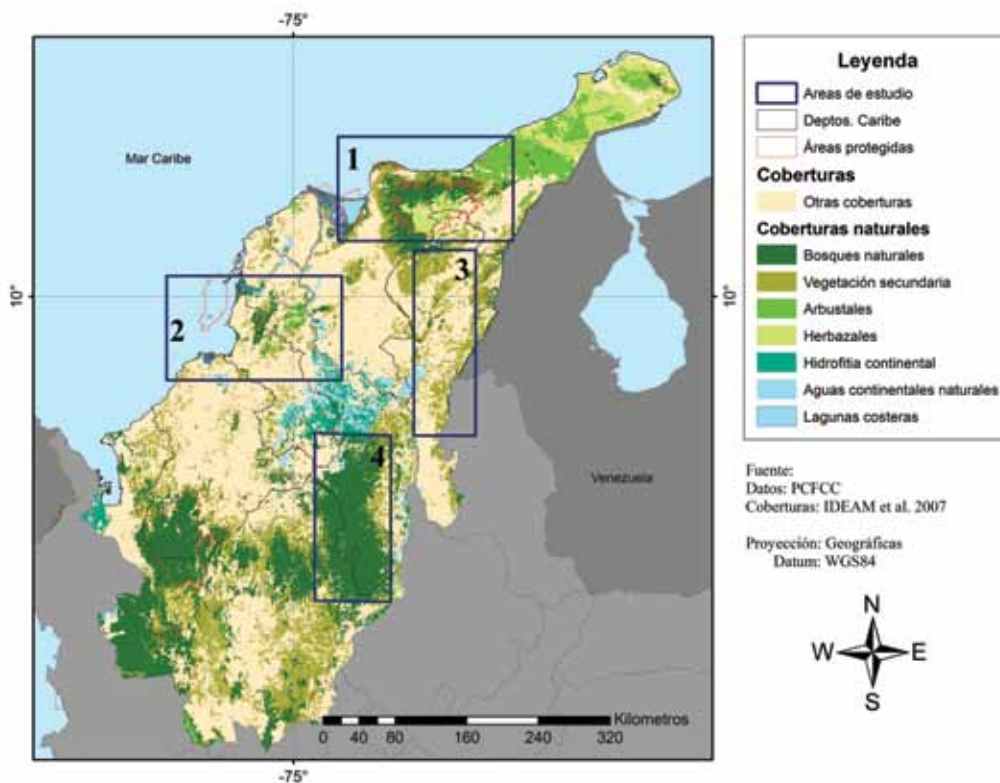 -75°
Mar Caribe
1
3
10°
10°
2
4
Venezuela
Kilometros
0 40 80 160 240 320
-75°
Leyenda
Areas de estudio
Deptos. Caribe
Áreas protegidas
Coberturas
Otras coberturas
Coberturas naturales
Bosques naturales
Vegetación secundaria
Arbustales
Herbazales
Hidrofitia continental
Aguas continentales naturales
Lagunas costeras
Fuente:
Datos: PCFCC
Coberturas: IDEAM et al. 2007
Proyección: Geográficas
Datum: WGS84
N
W E
S